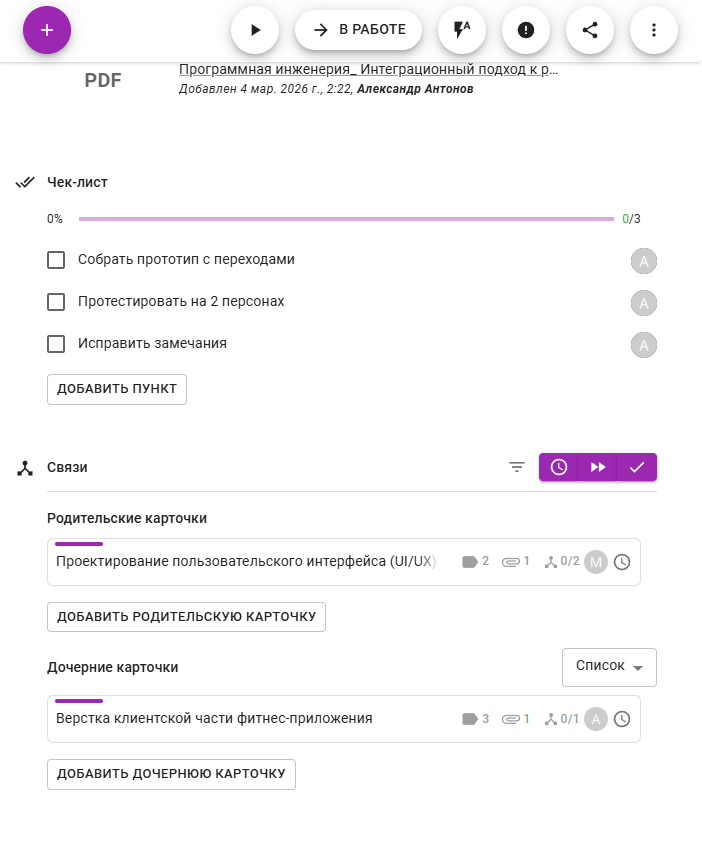 В РАБОТЕ
PDF
Программная инженерия_ Интеграционный подход к р...
Добавлен 4 мар. 2026 г., 2:22, Александр Антонов
Чек-лист
0% 0/3
Собрать прототип с переходами A
Протестировать на 2 персонах A
Исправить замечания A
ДОБАВИТЬ ПУНКТ
Связи
Родительские карточки
Проектирование пользовательского интерфейса (UI/UX) 2 1 0/2 M
ДОБАВИТЬ РОДИТЕЛЬСКУЮ КАРТОЧКУ
Дочерние карточки Список
Верстка клиентской части фитнес-приложения 3 1 0/1 A
ДОБАВИТЬ ДОЧЕРНЮЮ КАРТОЧКУ